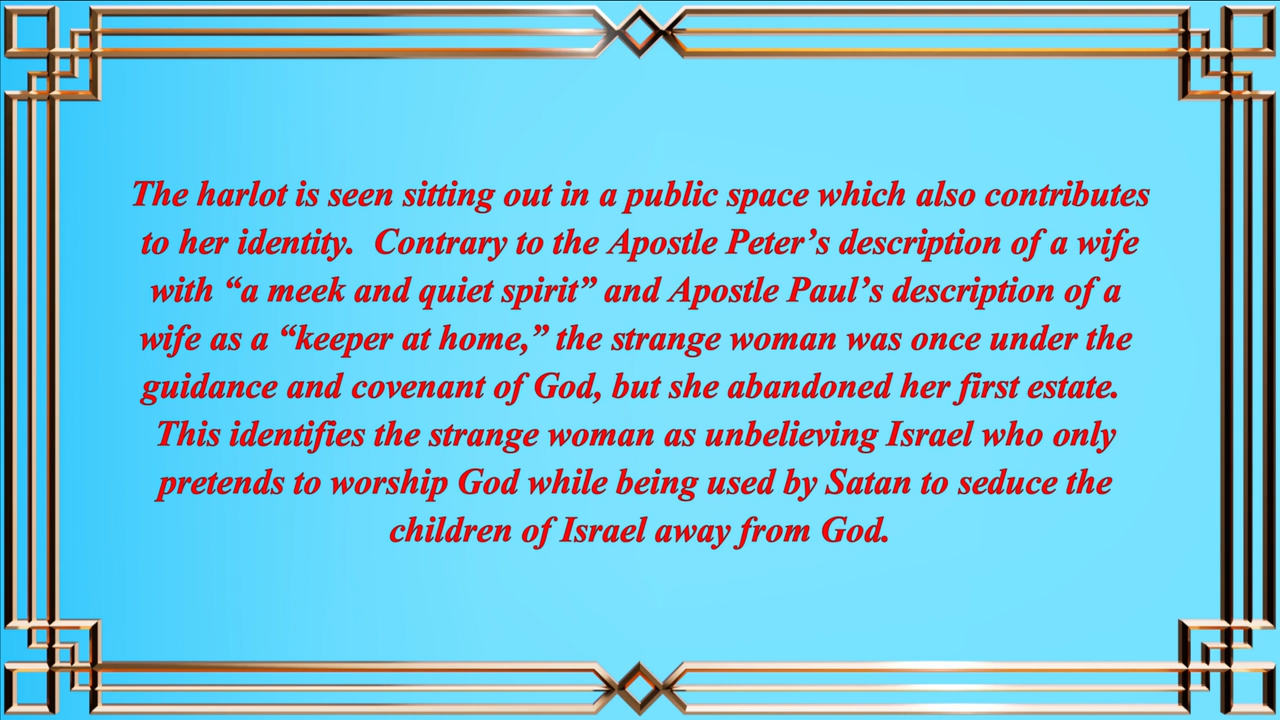 The harlot is seen sitting out in a public space which also contributes
to her identity.  Contrary to the Apostle Peter’s description of a wife
with “a meek and quiet spirit” and Apostle Paul’s description of a
wife as a “keeper at home,” the strange woman was once under the
guidance and covenant of God, but she abandoned her first estate.
This identifies the strange woman as unbelieving Israel who only
pretends to worship God while being used by Satan to seduce the
children of Israel away from God.